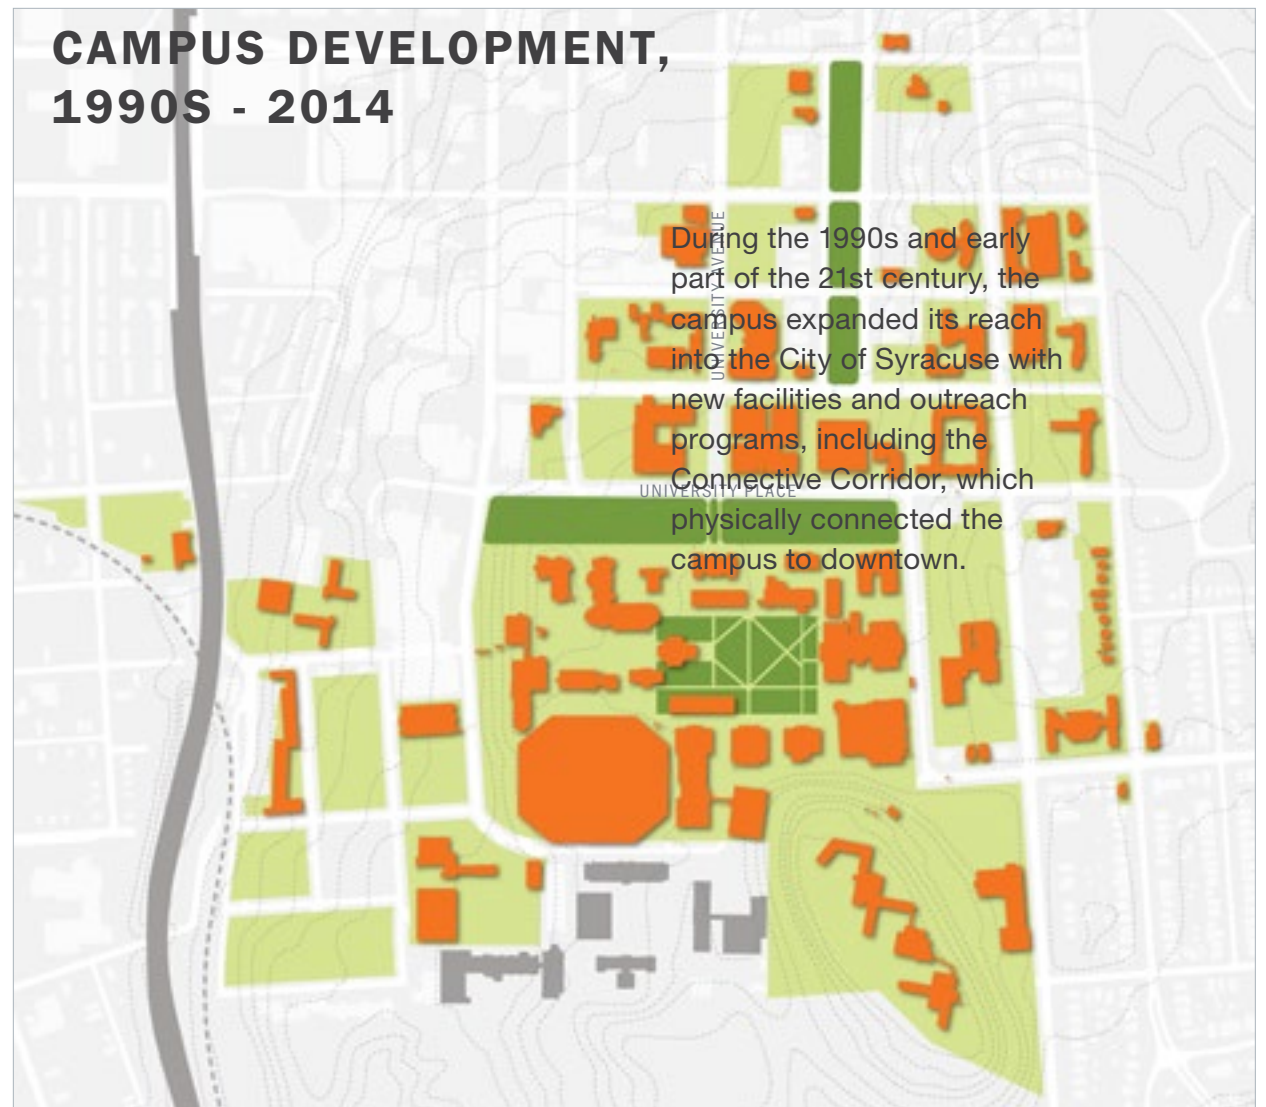 CAMPUS DEVELOPMENT,
1990S - 2014
During the 1990s and early
part of the 21st century, the
campus expanded its reach
into the City of Syracuse with
new facilities and outreach
programs, including the
Connective Corridor, which
physically connected the
campus to downtown.
UNIVERSITY AVENUE
UNIVERSITY PLACE